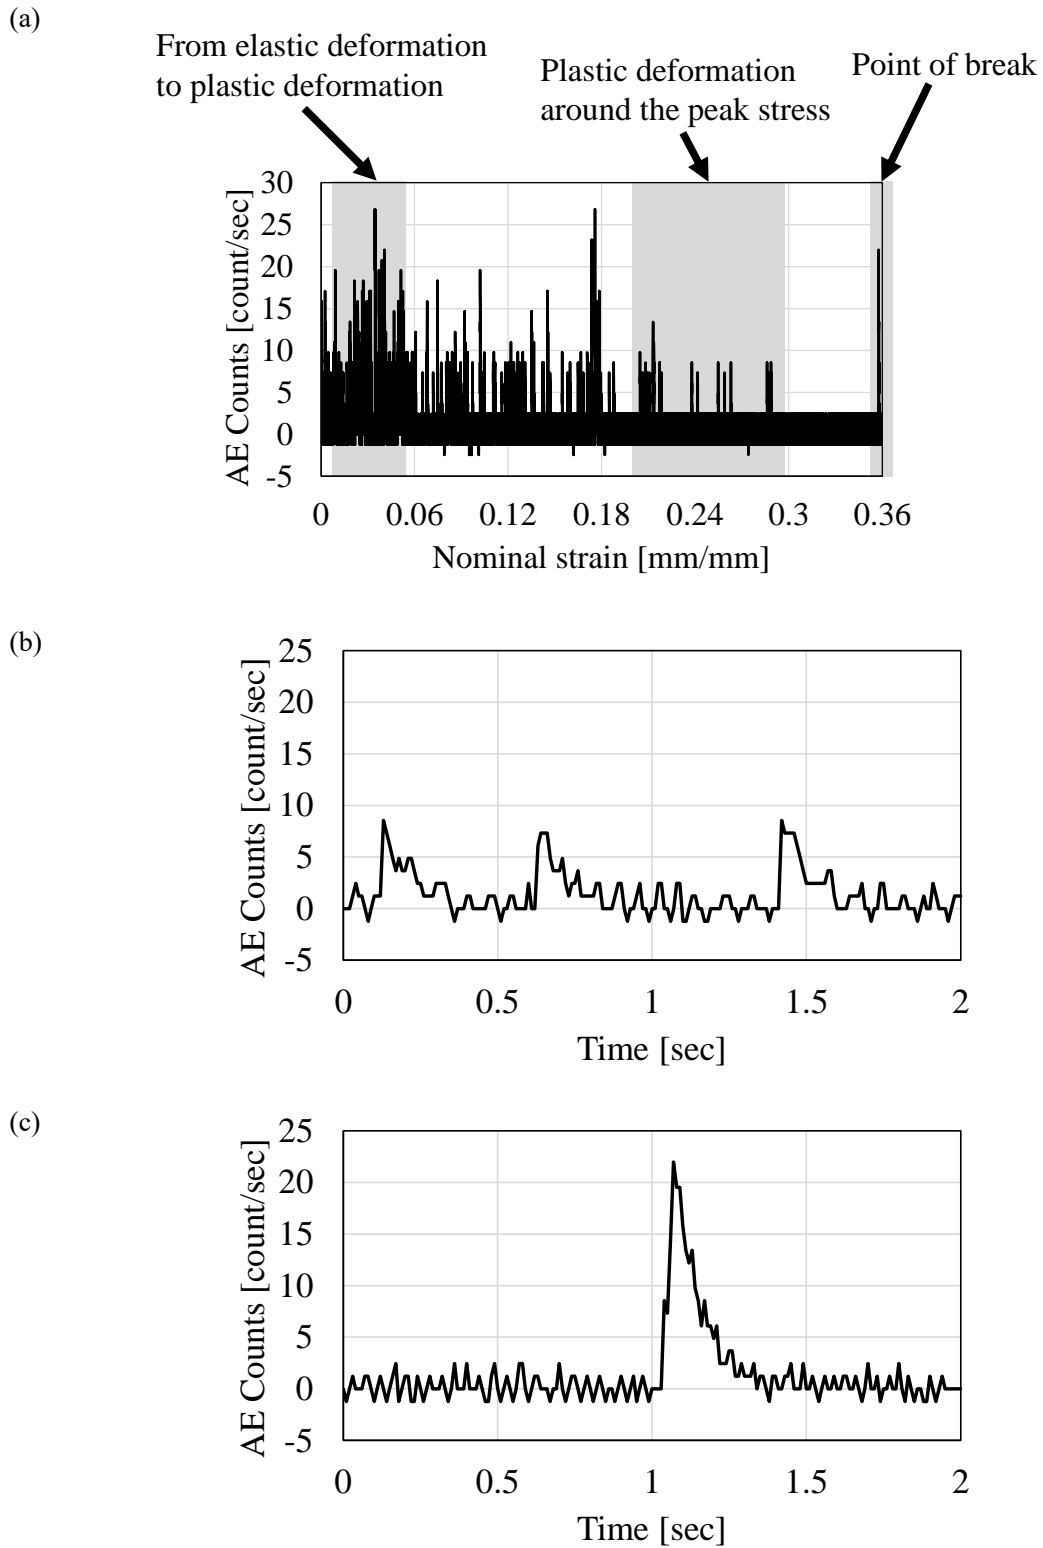 (a)
From elastic deformation
to plastic deformation
Plastic deformation
around the peak stress
Point of break
AE Counts [count/sec]
30
25
20
15
10
5
0
-5
0 0.06 0.12 0.18 0.24 0.3 0.36
Nominal strain [mm/mm]
(b)
AE Counts [count/sec]
25
20
15
10
5
0
-5
0 0.5 1 1.5 2
Time [sec]
(c)
AE Counts [count/sec]
25
20
15
10
5
0
-5
0 0.5 1 1.5 2
Time [sec]